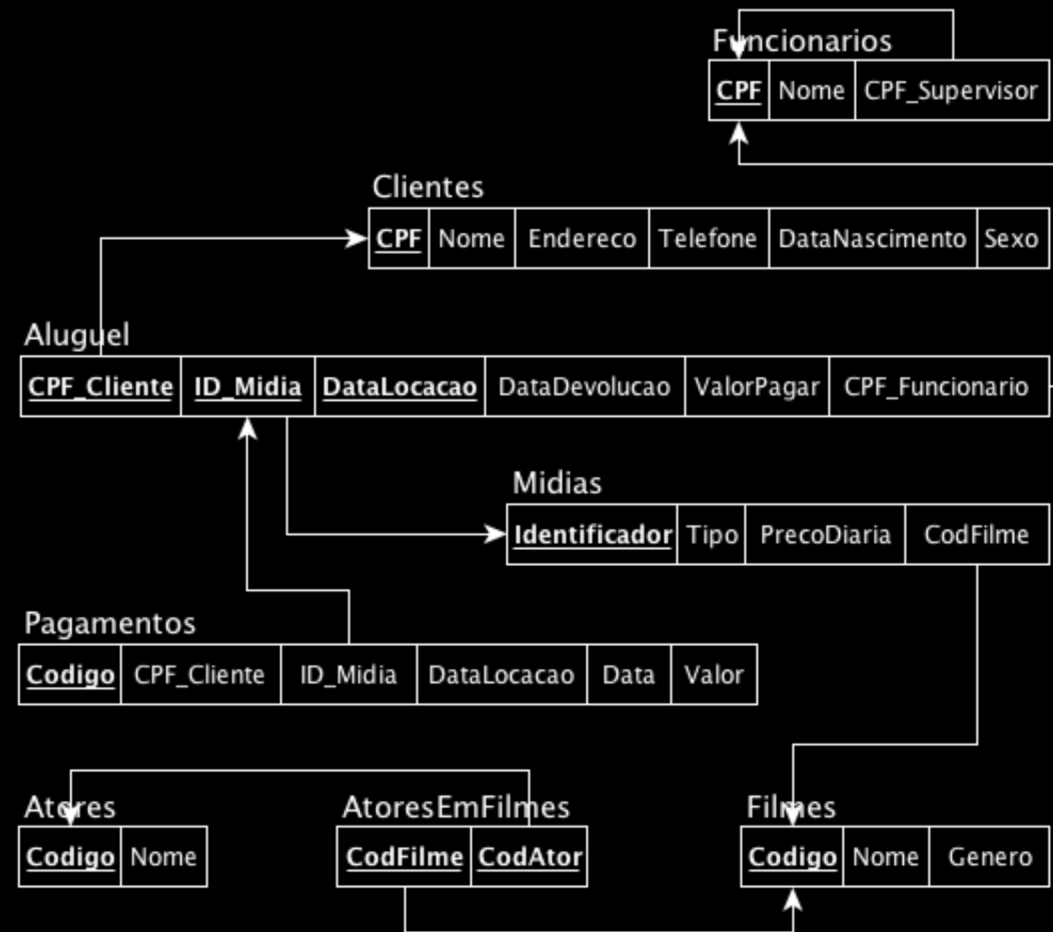 Funcionarios
CPF Nome CPF_Supervisor
Clientes
CPF Nome Endereco Telefone DataNascimento Sexo
Aluguel
CPF_Cliente ID_Midia DataLocacao DataDevolucao ValorPagar CPF_Funcionario
Midias
Identificador Tipo PrecoDiaria CodFilme
Pagamentos
Codigo CPF_Cliente ID_Midia DataLocacao Data Valor
Atores AtoresEmFilmes Filmes
Codigo Nome CodFilme CodAtor Codigo Nome Genero